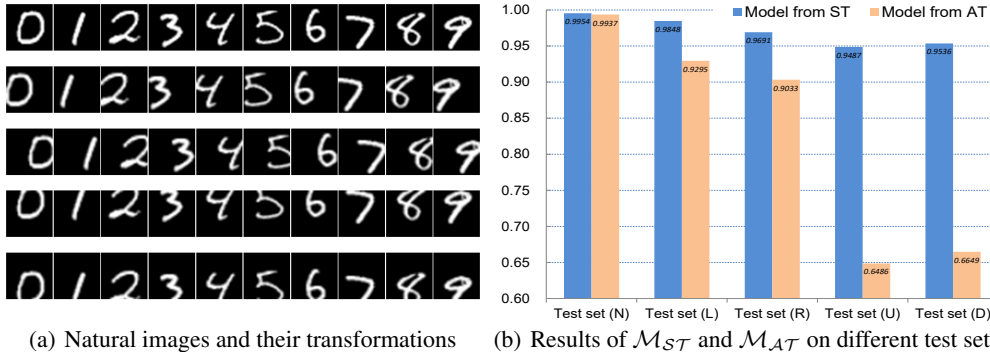 0 1 2 3 4 5 6 7 8 9
0 1 2 3 4 5 6 7 8 9
0 1 2 3 4 5 6 7 8 9
0 1 2 3 4 5 6 7 8 9
0 1 2 3 4 5 6 7 8 9
(a) Natural images and their transformations
Model from ST Model from AT
1.00
0.95
0.90
0.85
0.80
0.75
0.70
0.65
0.60
0.9954 0.9937 0.9848 0.9295 0.9691 0.9033 0.9487 0.6486 0.9536 0.6649
Test set (N) Test set (L) Test set (R) Test set (U) Test set (D)
(b) Results of M_ST and M_AT on different test set